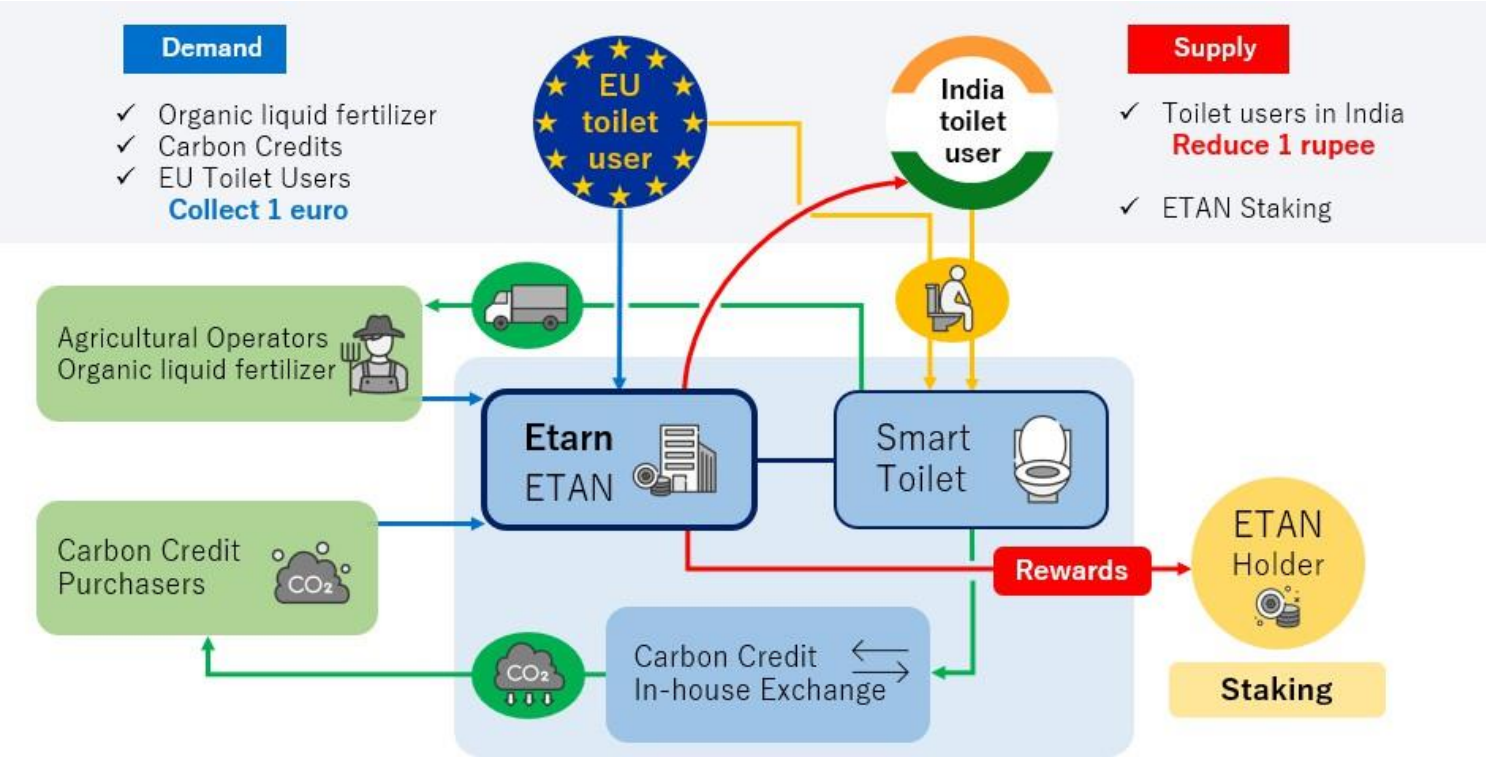 Demand
✓ Organic liquid fertilizer
✓ Carbon Credits
✓ EU Toilet Users
Collect 1 euro
EU
toilet
user
India
toilet
user
Supply
✓ Toilet users in India
Reduce 1 rupee
✓ ETAN Staking
Agricultural Operators
Organic liquid fertilizer
Etarn
ETAN
Smart
Toilet
Carbon Credit
Purchasers
CO₂
Rewards
ETAN
Holder
CO₂
Carbon Credit
In-house Exchange
Staking